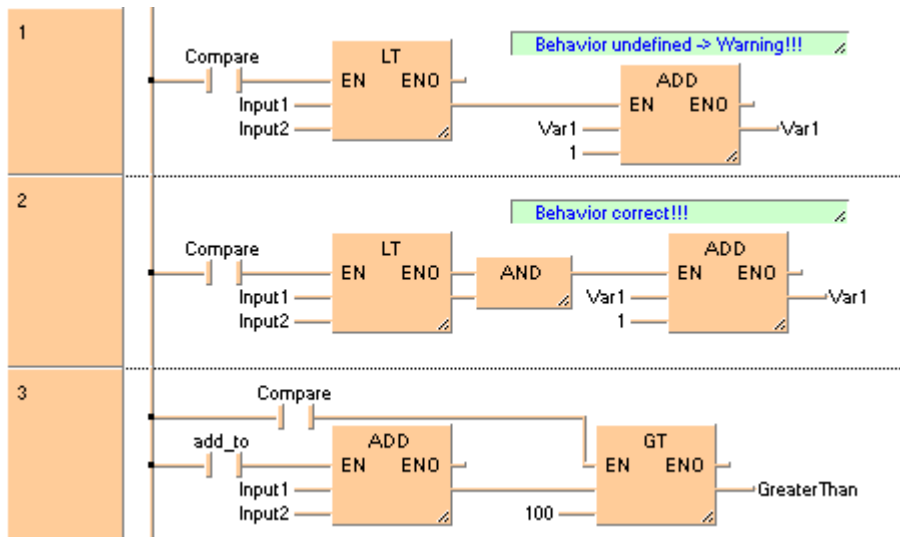 1
Compare
LT
Behavior undefined -> Warning!!!
EN ENO
ADD
Input1
EN ENO
Input2
Var1
Var1
1
2
Behavior correct!!!
Compare
LT
ADD
EN ENO
AND
EN ENO
Input1
Var1
Var1
Input2
1
3
Compare
add_to
ADD
GT
EN ENO
EN ENO
Input1
GreaterThan
Input2
100